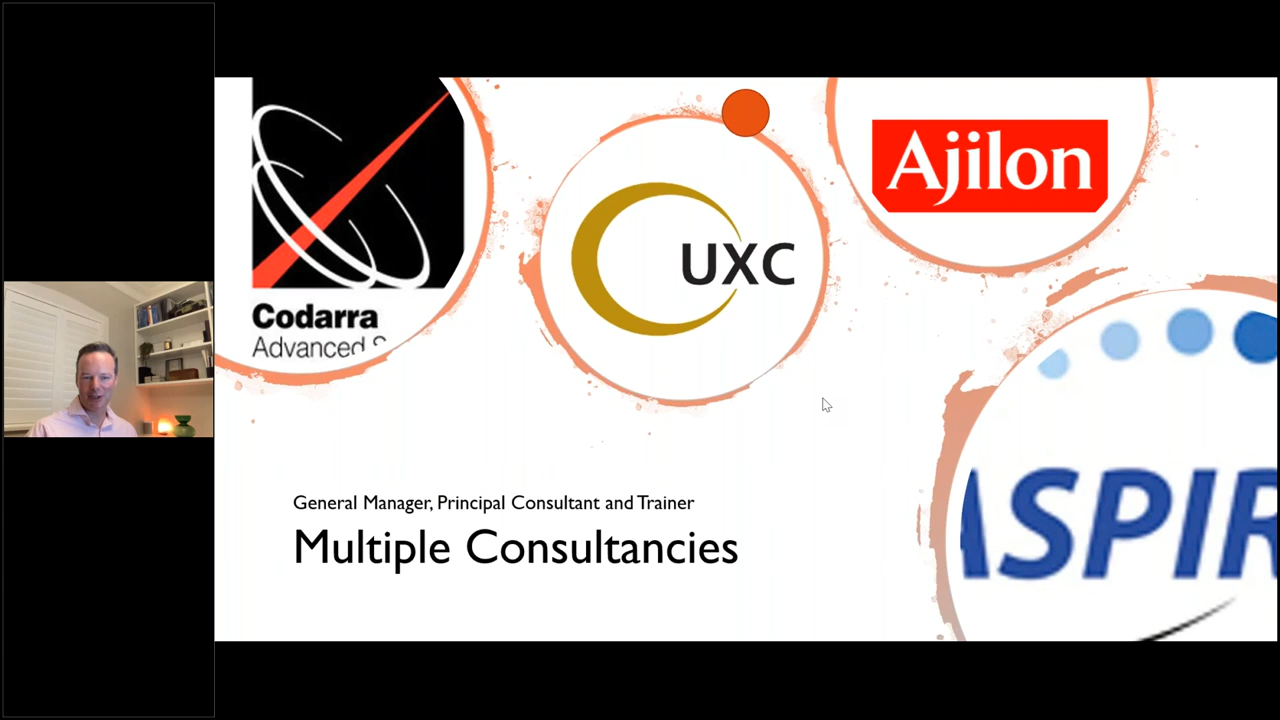 Codarra
Advanced
UXC
Ajilon
ASPIR
General Manager, Principal Consultant and Trainer
Multiple Consultancies